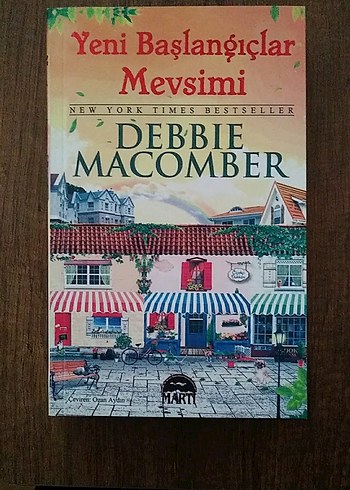 Yeni Başlangıçlar
Mevsimi
NEW YORK TIMES BESTSELLER
DEBBIE
MACOMBER
MARTI
Çeviren: Ozan Aydın